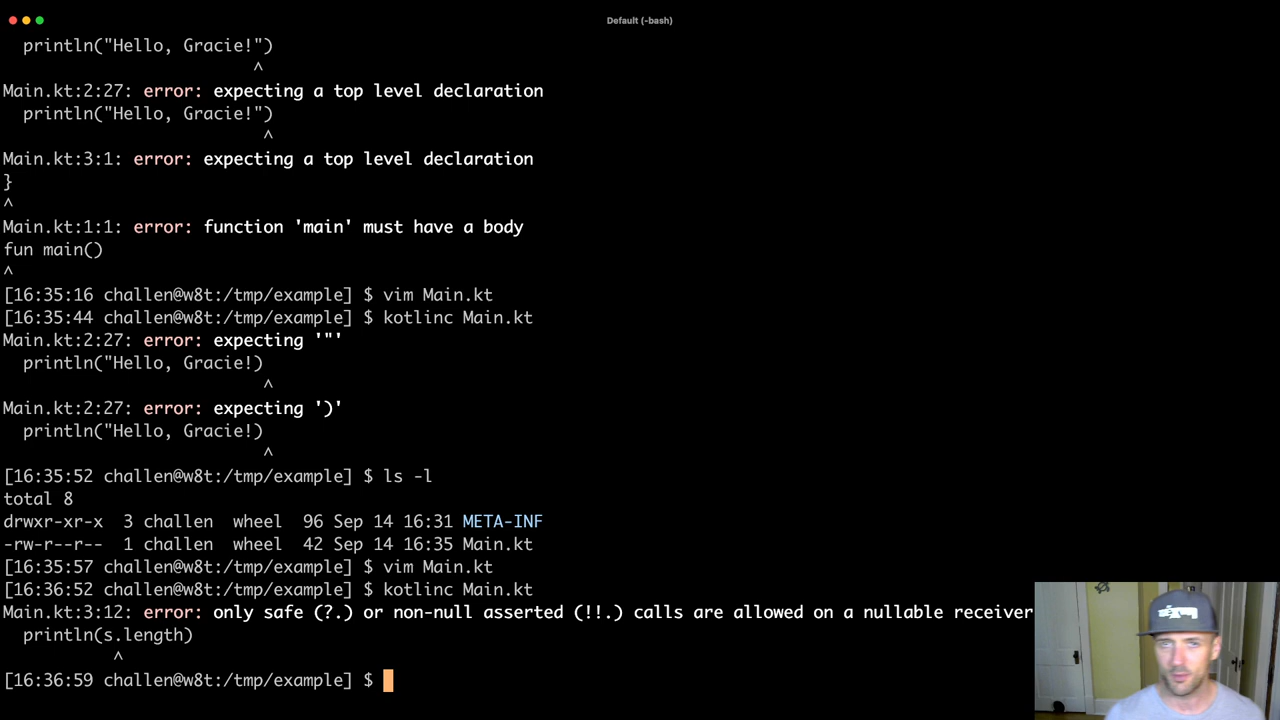 Default (-bash)
println("Hello, Gracie!")
^
Main.kt:2:27: error: expecting a top level declaration
println("Hello, Gracie!")
^
Main.kt:3:1: error: expecting a top level declaration
}
^
Main.kt:1:1: error: function 'main' must have a body
fun main()
^
[16:35:16 challen@w8t:/tmp/example] $ vim Main.kt
[16:35:44 challen@w8t:/tmp/example] $ kotlinc Main.kt
Main.kt:2:27: error: expecting '"'
println("Hello, Gracie!)
^
Main.kt:2:27: error: expecting ')'
println("Hello, Gracie!)
^
[16:35:52 challen@w8t:/tmp/example] $ ls -l
total 8
drwxr-xr-x  3 challen  wheel  96 Sep 14 16:31 META-INF
-rw-r--r--  1 challen  wheel  42 Sep 14 16:35 Main.kt
[16:35:57 challen@w8t:/tmp/example] $ vim Main.kt
[16:36:52 challen@w8t:/tmp/example] $ kotlinc Main.kt
Main.kt:3:12: error: only safe (?.) or non-null asserted (!!.) calls are allowed on a nullable receiver
println(s.length)
^
[16:36:59 challen@w8t:/tmp/example] $